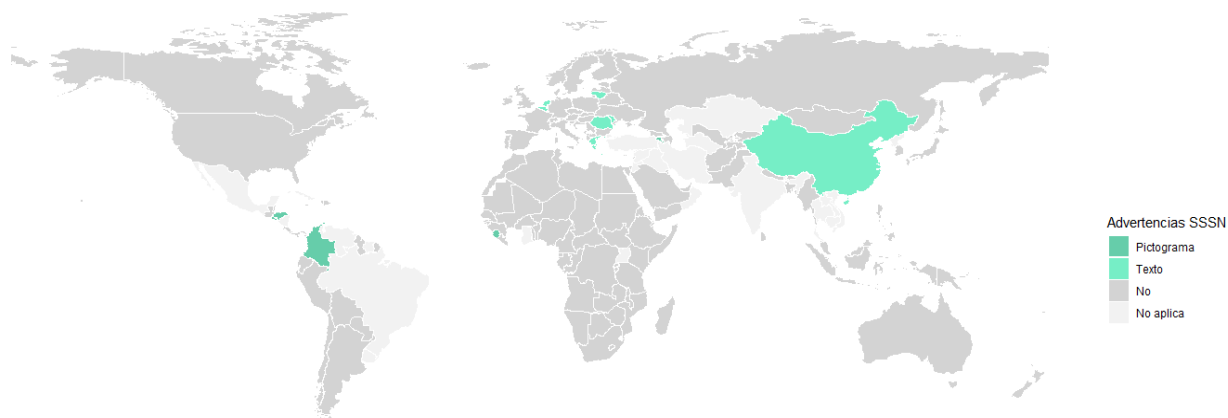 Advertencias SSSN
Pictograma
Texto
No
No aplica